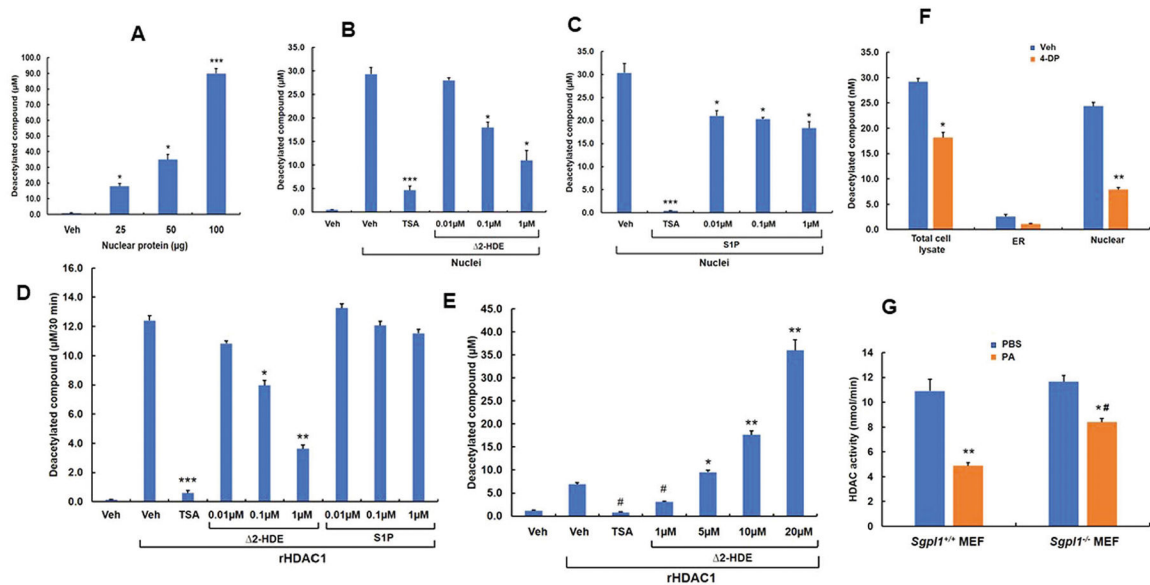 A
Deacetylated compound (µM)
100.0
90.0
80.0
70.0
60.0
50.0
40.0
30.0
20.0
10.0
0.0
*
*
***
Veh 25 50 100
Nuclear protein (µg)
B
Deacetylated compound (µM)
35.0
30.0
25.0
20.0
15.0
10.0
5.0
0.0
***
*
*
Veh Veh TSA 0.01µM 0.1µM 1µM
Δ2-HDE
Nuclei
C
Deacetylated compound (µM)
35.0
30.0
25.0
20.0
15.0
10.0
5.0
0.0
***
*
*
*
Veh TSA 0.01µM 0.1µM 1µM
S1P
Nuclei
F
Veh
4-DP
Deacetylated compound (nM)
35.0
30.0
25.0
20.0
15.0
10.0
5.0
0.0
*
**
Total cell
lysate
ER
Nuclear
D
Deacetylated compound (µM/30 min)
16.0
14.0
12.0
10.0
8.0
6.0
4.0
2.0
0.0
***
*
**
Veh Veh TSA 0.01µM 0.1µM 1µM 0.01µM 0.1µM 1µM
Δ2-HDE S1P
rHDAC1
E
Deacetylated compound (µM)
45.0
40.0
35.0
30.0
25.0
20.0
15.0
10.0
5.0
0.0
#
#
*
**
**
Veh Veh TSA 1µM 5µM 10µM 20µM
Δ2-HDE
rHDAC1
G
PBS
PA
HDAC activity (nmol/min)
14
12
10
8
6
4
2
0
**
*#
Sgpl1+/+ MEF Sgpl1-/- MEF